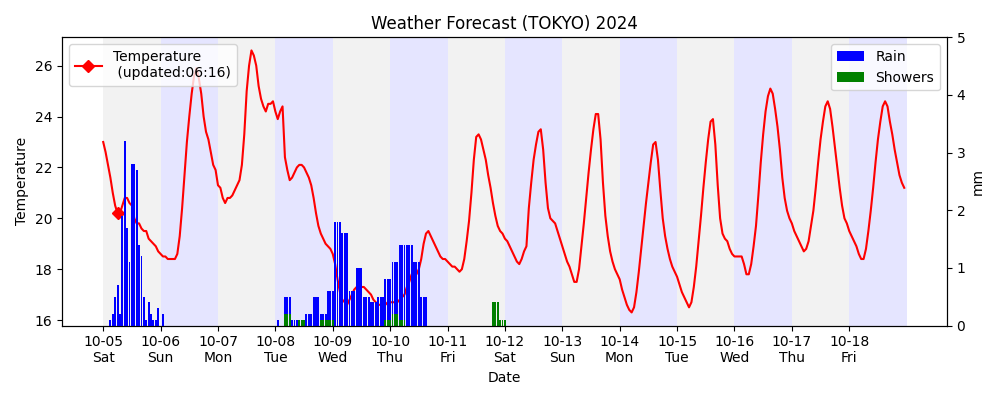 Weather Forecast (TOKYO) 2024
Temperature
(updated:06:16)
Rain
Showers
Temperature
26
24
22
20
18
16
5
4
3
2
1
0
mm
10-05 10-06 10-07 10-08 10-09 10-10 10-11 10-12 10-13 10-14 10-15 10-16 10-17 10-18
Sat Sun Mon Tue Wed Thu Fri Sat Sun Mon Tue Wed Thu Fri
Date